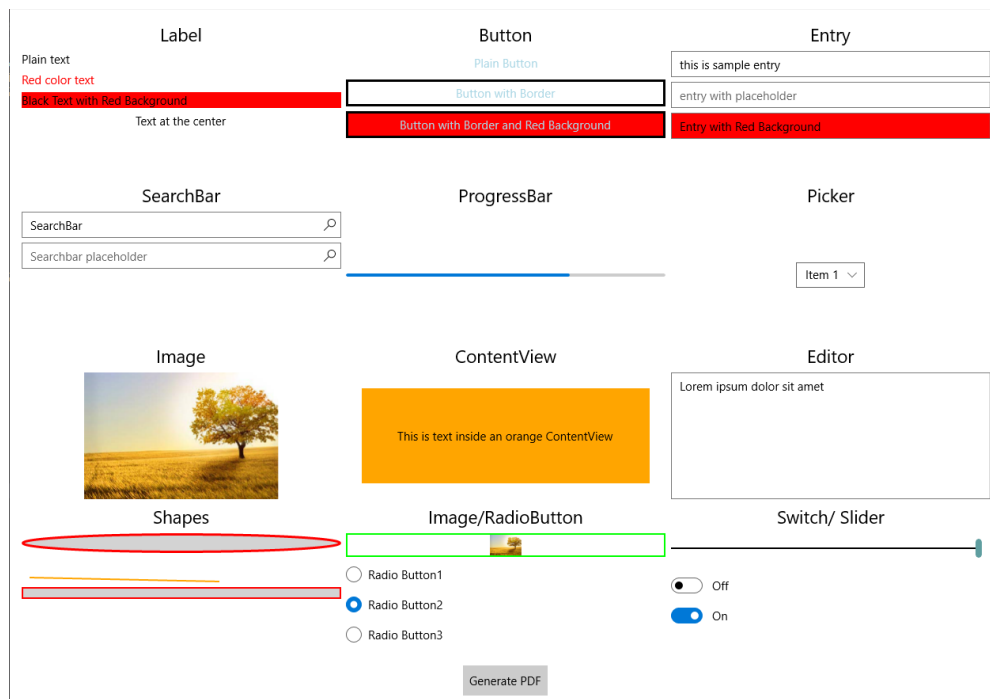 Label
Plain text
Red color text
Black Text with Red Background
Text at the center
Button
Plain Button
Button with Border
Button with Border and Red Background
Entry
this is sample entry
entry with placeholder
Entry with Red Background
SearchBar
SearchBar
Searchbar placeholder
ProgressBar
Picker
Item 1
Image
ContentView
This is text inside an orange ContentView
Editor
Lorem ipsum dolor sit amet
Shapes
Image/RadioButton
Radio Button1
Radio Button2
Radio Button3
Switch/ Slider
Off
On
Generate PDF